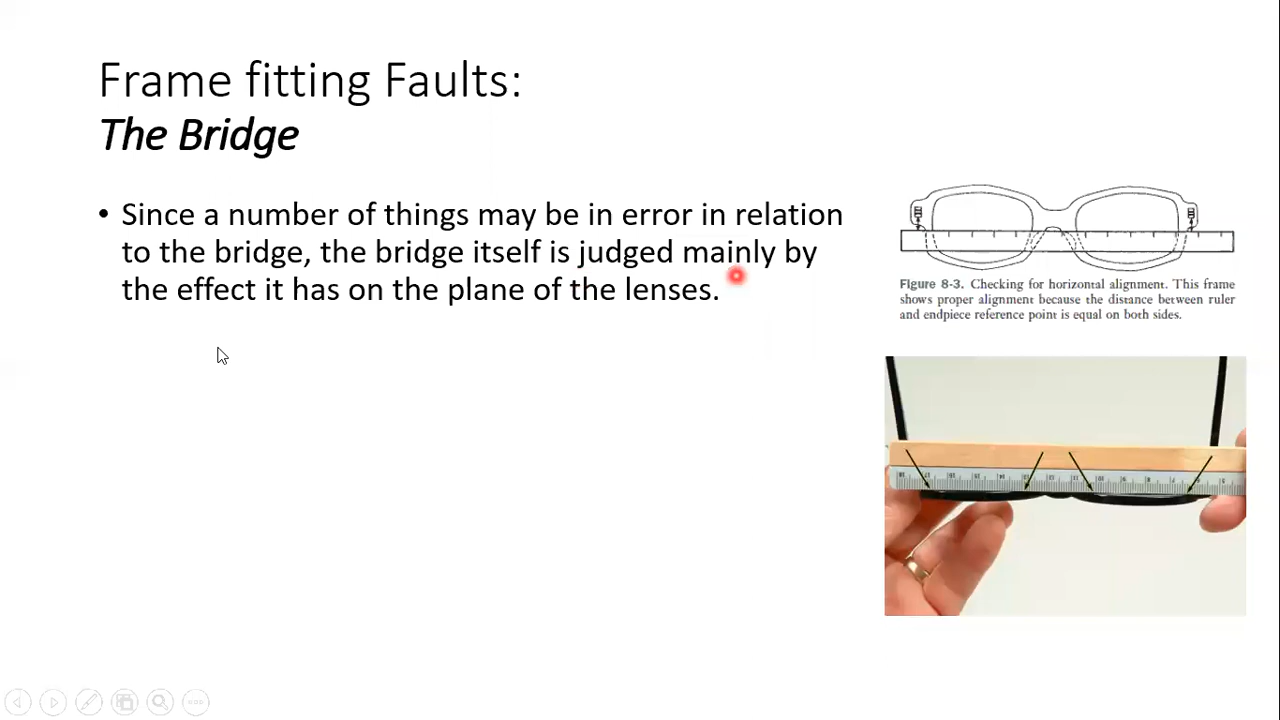 Frame fitting Faults:
The Bridge
• Since a number of things may be in error in relation
to the bridge, the bridge itself is judged mainly by
the effect it has on the plane of the lenses.
Figure 8-3. Checking for horizontal alignment. This frame
shows proper alignment because the distance between ruler
and endpiece reference point is equal on both sides.